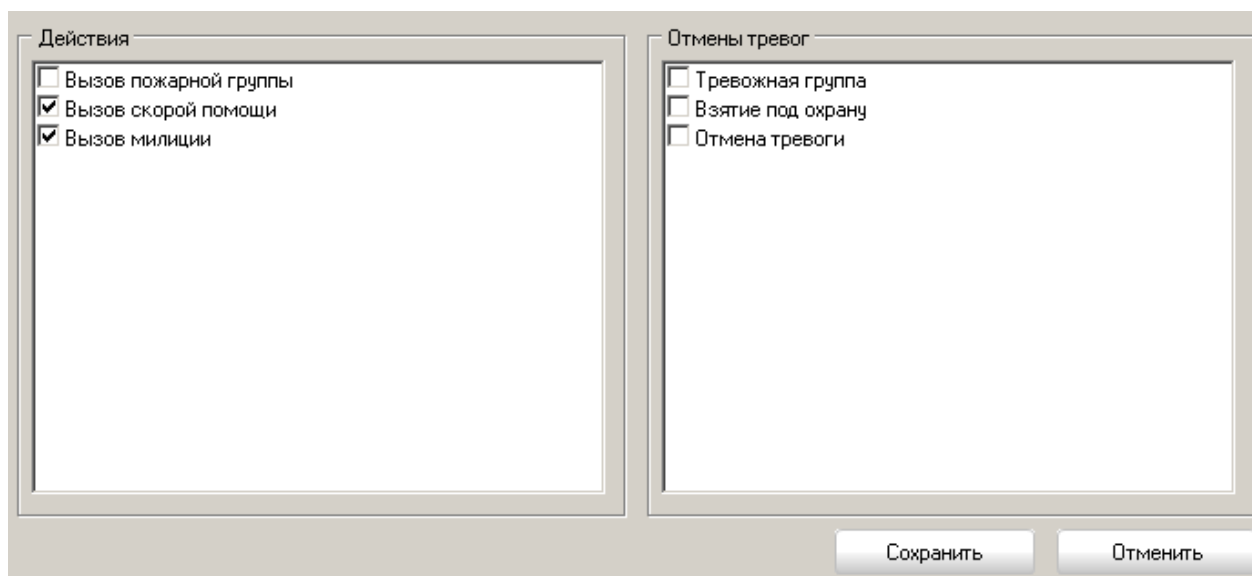 Действия
Вызов пожарной группы
Вызов скорой помощи
Вызов милиции
Отмены тревог
Тревожная группа
Взятие под охрану
Отмена тревоги
Сохранить
Отменить